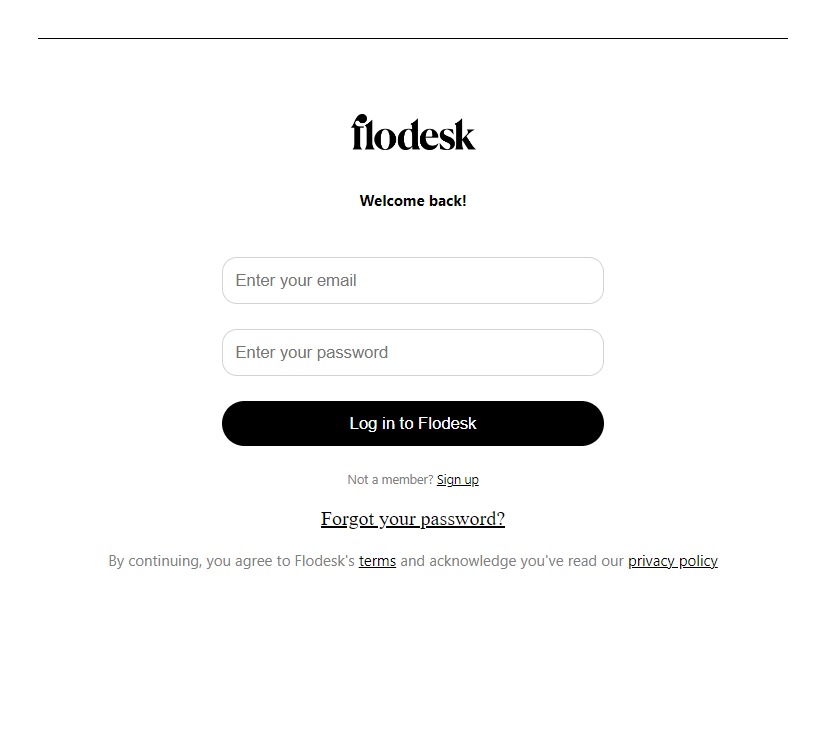 flodesk
Welcome back!
Enter your email
Enter your password
Log in to Flodesk
Not a member? Sign up
Forgot your password?
By continuing, you agree to Flodesk's terms and acknowledge you've read our privacy policy